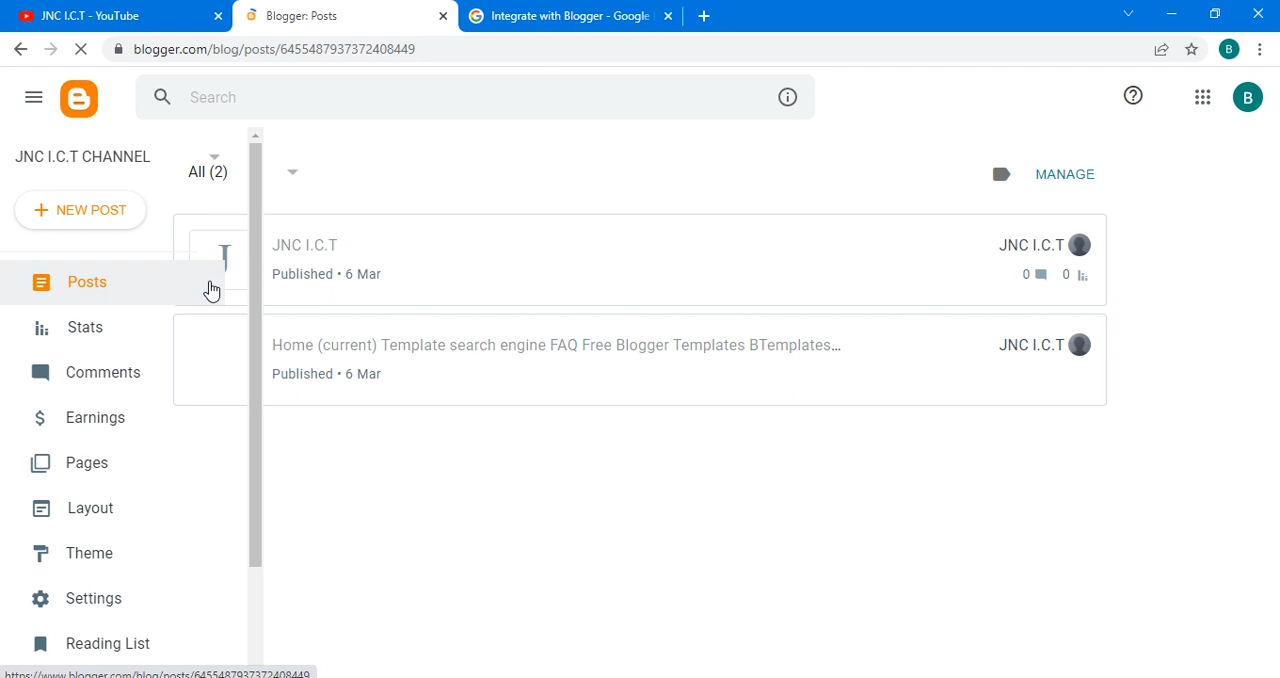 JNC I.C.T - YouTube
Blogger: Posts
Integrate with Blogger - Google
blogger.com/blog/posts/6455487937372408449
B
Search
B
JNC I.C.T CHANNEL
All (2)
MANAGE
NEW POST
J
JNC I.C.T
JNC I.C.T
Published • 6 Mar
0
0
Posts
Stats
Home (current) Template search engine FAQ Free Blogger Templates BTemplates...
JNC I.C.T
Published • 6 Mar
Comments
Earnings
Pages
Layout
Theme
Settings
Reading List
https://www.blogger.com/blog/posts/6455487937372408449